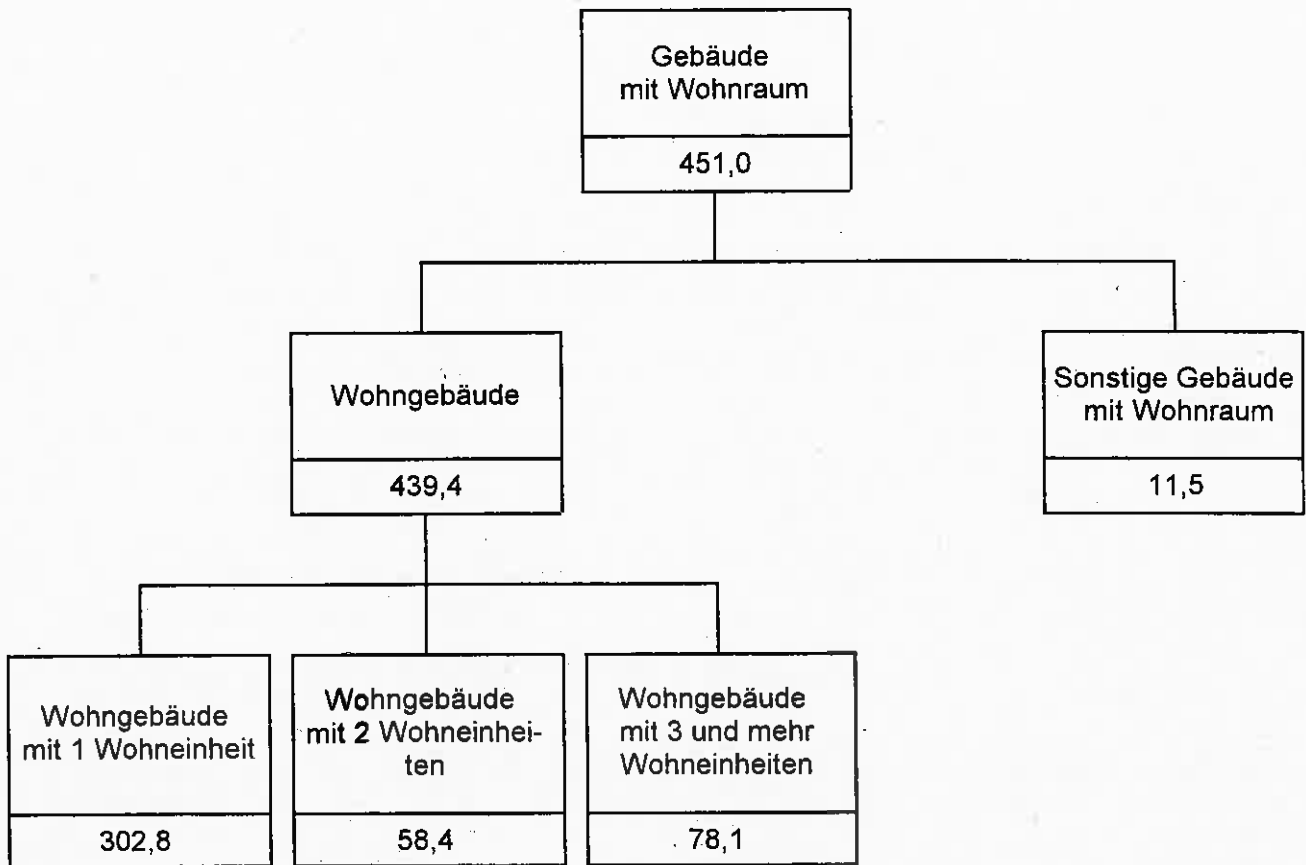 Gebäude
mit Wohnraum
451,0
Wohngebäude
439,4
Sonstige Gebäude
mit Wohnraum
11,5
Wohngebäude
mit 1 Wohneinheit
302,8
Wohngebäude
mit 2 Wohneinhei-
ten
58,4
Wohngebäude
mit 3 und mehr
Wohneinheiten
78,1